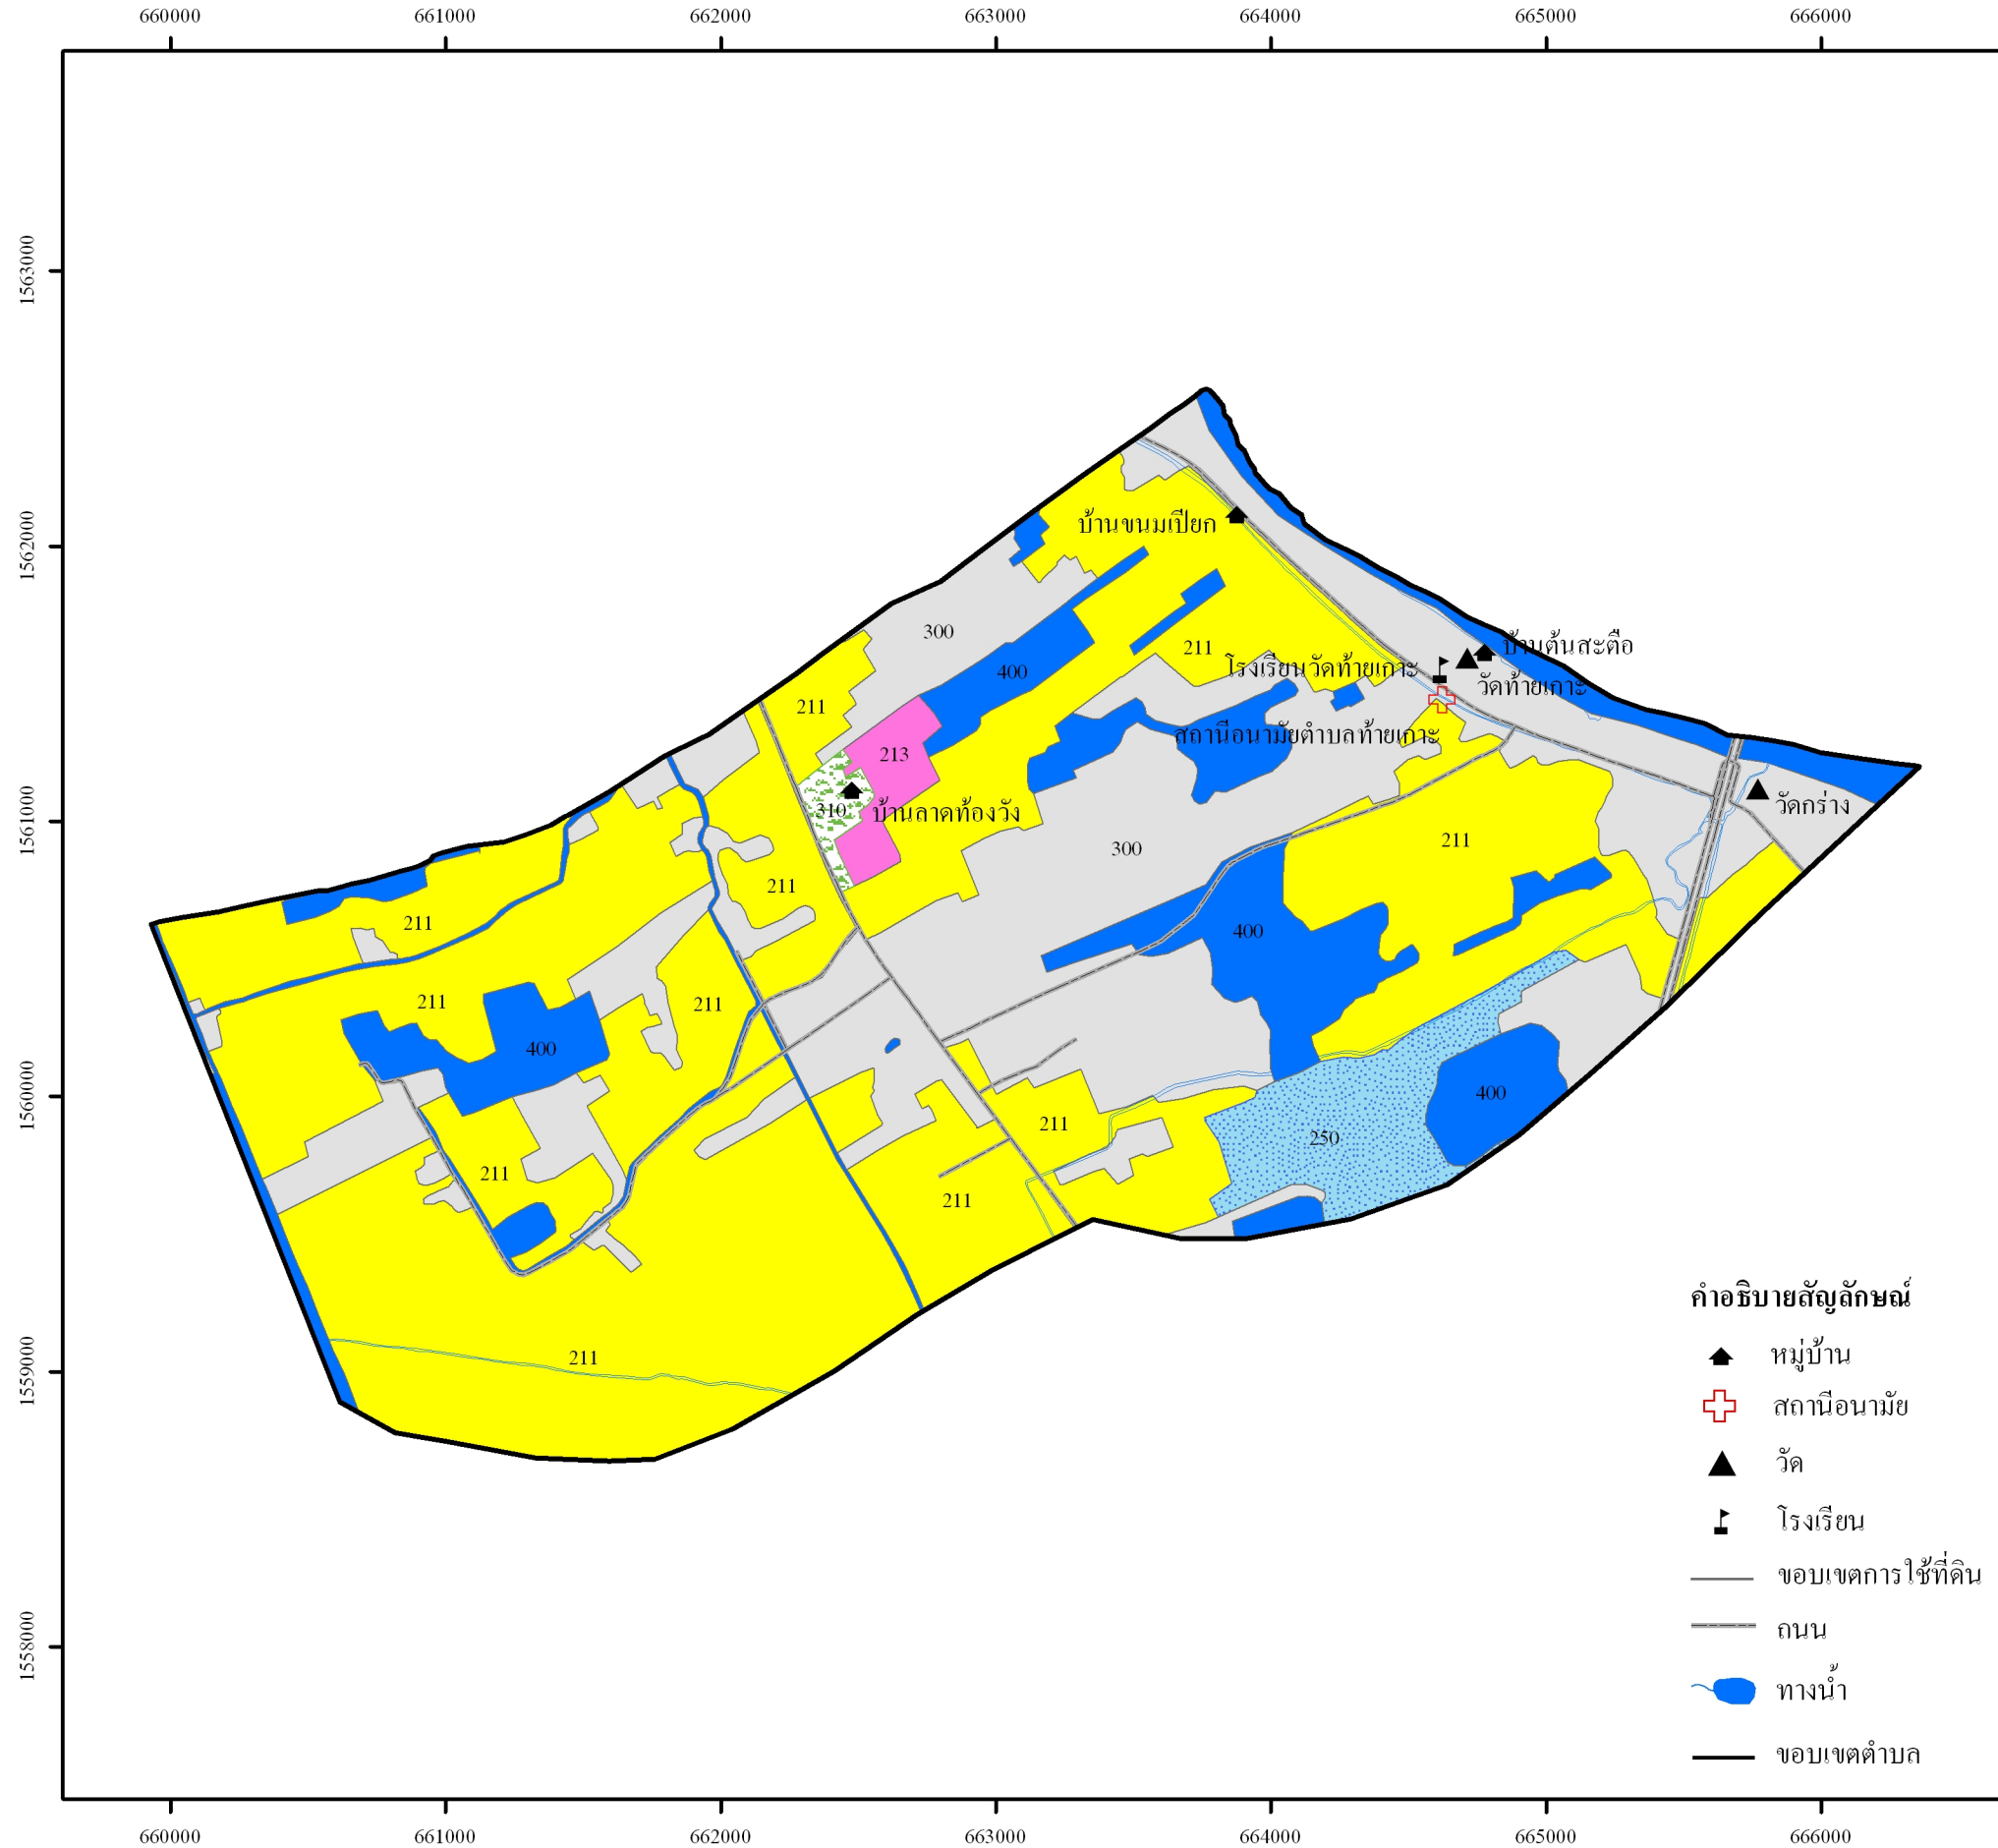 660000 661000 662000 663000 664000 665000 666000
1563000
1562000
บ้านขนมเปียก
300
211
บ้านต้นสะตือ
โรงเรียนวัดท้ายเกาะ
400
วัดท้ายเกาะ
211
สถานีอนามัยตำบลท้ายเกาะ
213
วัดกร่าง
310
บ้านลาดท้องวัง
1561000
211
300
211
211
400
211
211
400
400
1560000
211
250
211
211
คำอธิบายสัญลักษณ์
หมู่บ้าน
211
1559000
สถานีอนามัย
วัด
โรงเรียน
ขอบเขตการใช้ที่ดิน
ถนน
1558000
ทางน้ำ
ขอบเขตตำบล
660000 661000 662000 663000 664000 665000 666000